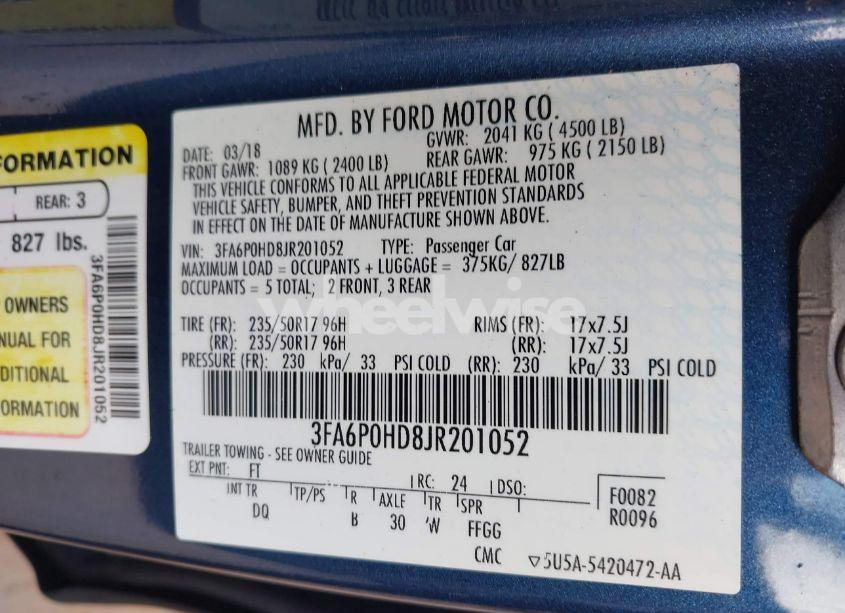 FORMATION
REAR: 3
827 lbs.
OWNERS
NUAL FOR
DITIONAL
FORMATION
3FA6P0HD8JR201052
MFD. BY FORD MOTOR CO.
DATE: 03/18 GVWR: 2041 KG ( 4500 LB)
FRONT GAWR: 1089 KG ( 2400 LB) REAR GAWR: 975 KG ( 2150 LB)
THIS VEHICLE CONFORMS TO ALL APPLICABLE FEDERAL MOTOR
VEHICLE SAFETY, BUMPER, AND THEFT PREVENTION STANDARDS
IN EFFECT ON THE DATE OF MANUFACTURE SHOWN ABOVE.
VIN: 3FA6P0HD8JR201052 TYPE: Passenger Car
MAXIMUM LOAD = OCCUPANTS + LUGGAGE = 375KG/ 827LB
OCCUPANTS = 5 TOTAL; 2 FRONT, 3 REAR
wheelwise
TIRE (FR): 235/50R17 96H RIMS (FR): 17x7.5J
(RR): 235/50R17 96H (RR): 17x7.5J
PRESSURE (FR): 230 kPa/ 33 PSI COLD (RR): 230 kPa/ 33 PSI COLD
3FA6P0HD8JR201052
TRAILER TOWING - SEE OWNER GUIDE
EXT PNT: FT RC: 24 DSO:
INT TR TP/PS R AXLE TR SPR
DQ B 30 W FFGG
CMC
F0082
R0096
5U5A-5420472-AA